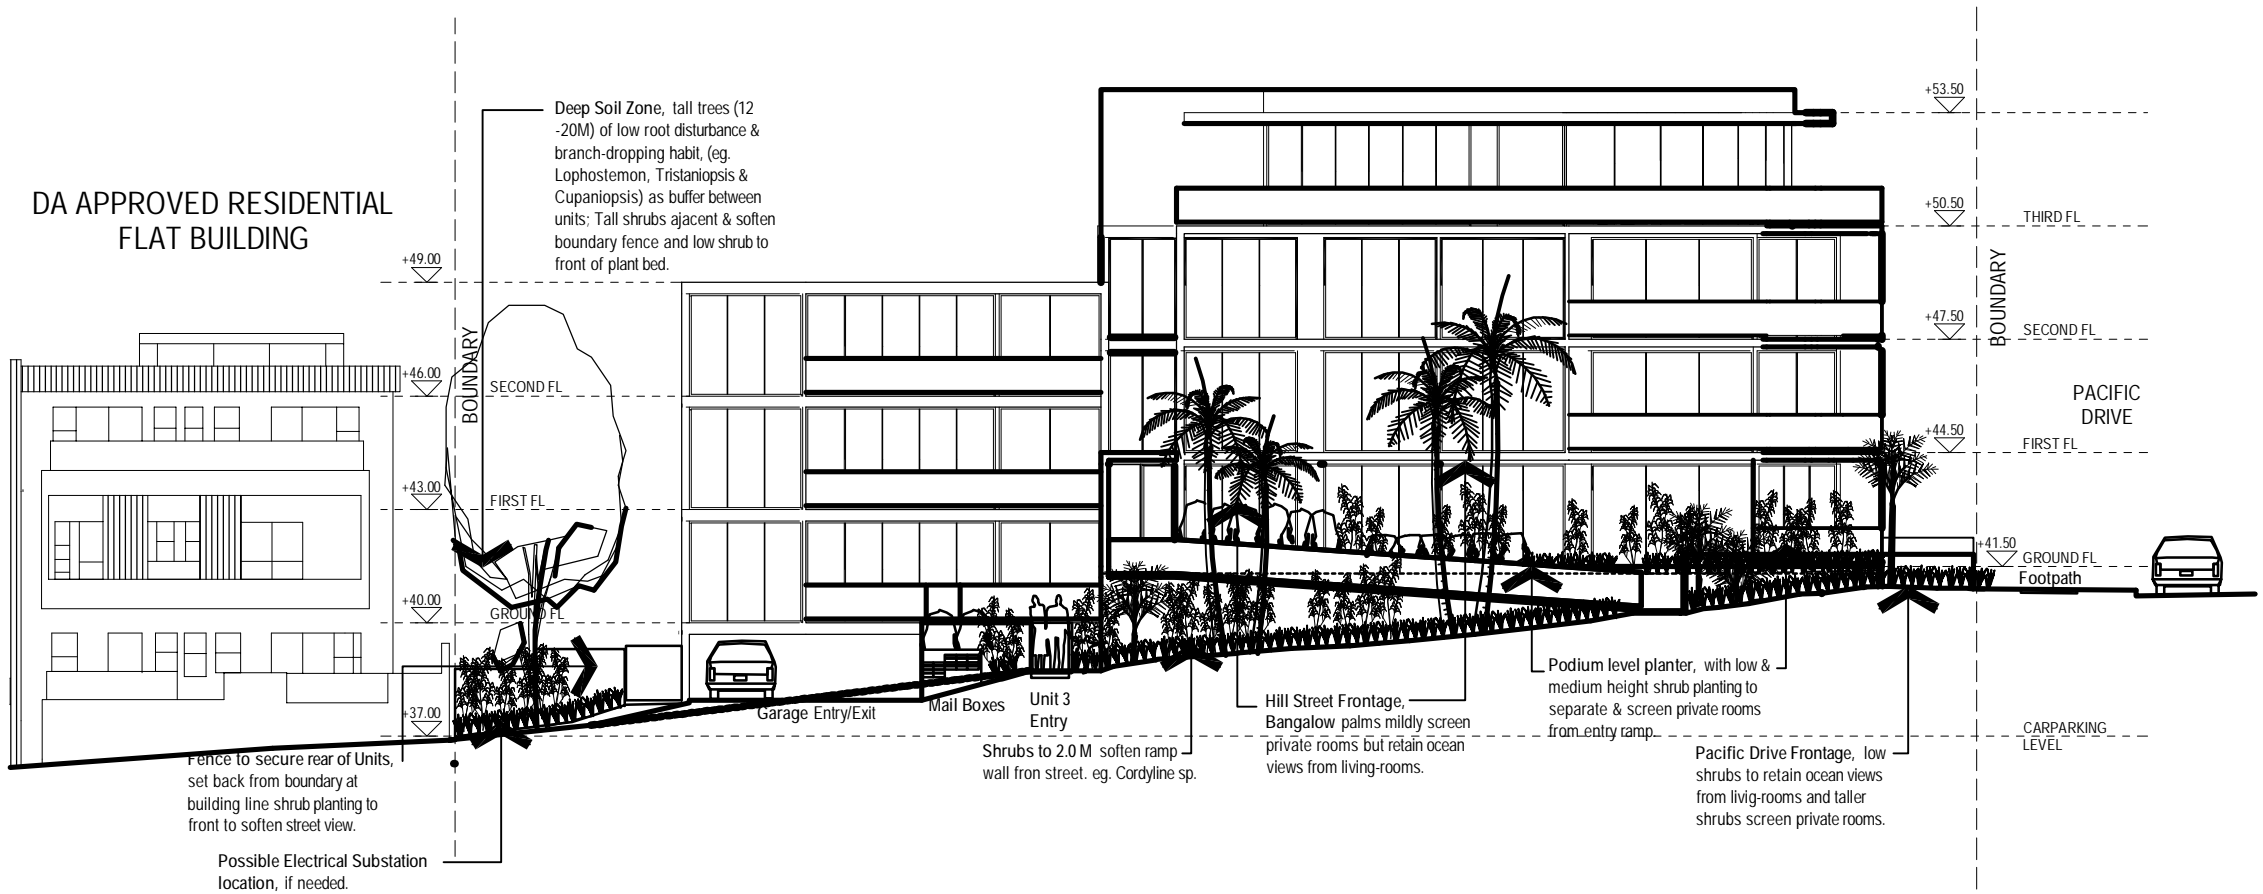 DA APPROVED RESIDENTIAL
FLAT BUILDING
Deep Soil Zone, tall trees (12
-20M) of low root disturbance &
branch-dropping habit, (eg.
Lophostemon, Tristaniopsis &
Cupaniopsis) as buffer between
units; Tall shrubs ajacent & soften
boundary fence and low shrub to
front of plant bed.
+49.00
+46.00
SECOND FL
+43.00
FIRST FL
+40.00
GROUND FL
+37.00
BOUNDARY
+53.50
+50.50
THIRD FL
+47.50
SECOND FL
+44.50
FIRST FL
+41.50
GROUND FL
Footpath
BOUNDARY
PACIFIC
DRIVE
CARPARKING
LEVEL
Garage Entry/Exit
Mail Boxes
Unit 3
Entry
Fence to secure rear of Units,
set back from boundary at
building line shrub planting to
front to soften street view.
Possible Electrical Substation
location, if needed.
Shrubs to 2.0 M soften ramp
wall fron street. eg. Cordyline sp.
Hill Street Frontage,
Bangalow palms mildly screen
private rooms but retain ocean
views from living-rooms.
Podium level planter, with low &
medium height shrub planting to
separate & screen private rooms
from entry ramp.
Pacific Drive Frontage, low
shrubs to retain ocean views
from livig-rooms and taller
shrubs screen private rooms.